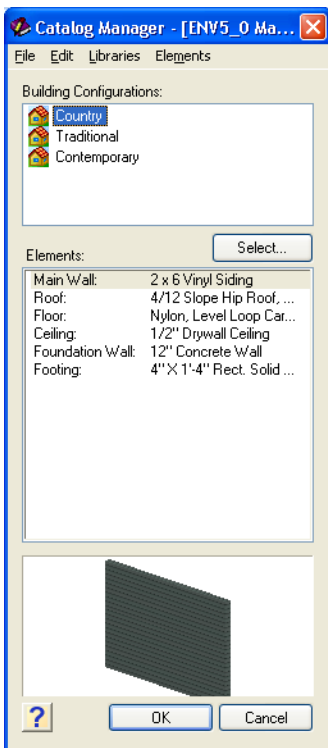 Catalog Manager - [ENV5_0 Ma...
File Edit Libraries Elements
Building Configurations:
Country
Traditional
Contemporary
Elements:
Select...
Main Wall: 2 x 6 Vinyl Siding
Roof: 4/12 Slope Hip Roof, ...
Floor: Nylon, Level Loop Car...
Ceiling: 1/2" Drywall Ceiling
Foundation Wall: 12" Concrete Wall
Footing: 4" X 1'-4" Rect. Solid ...
? OK Cancel